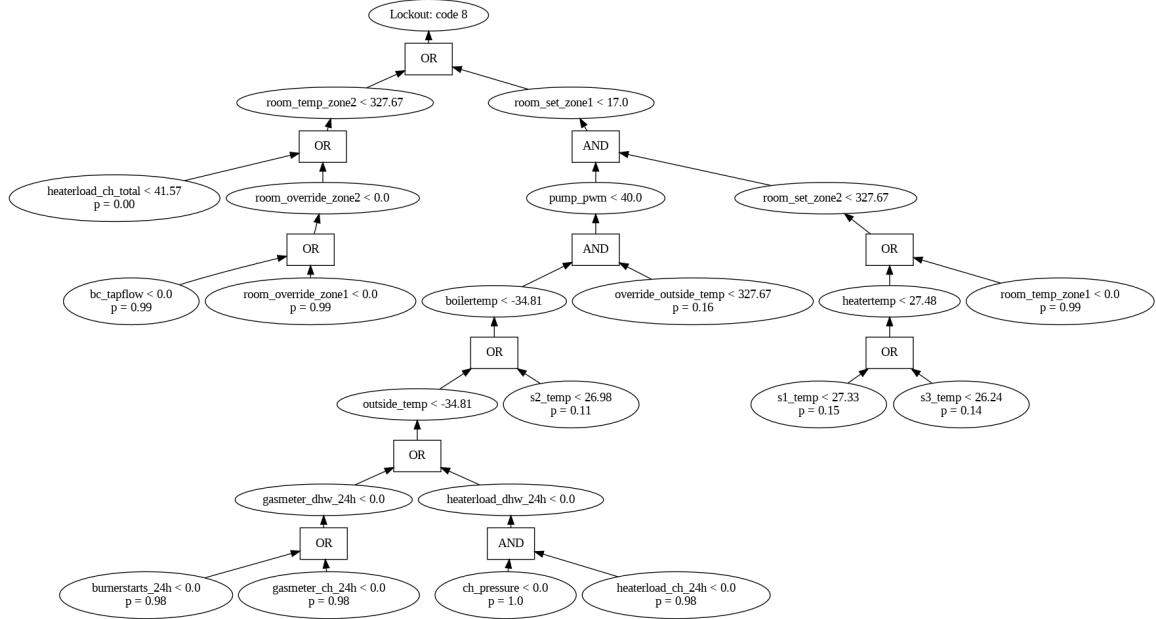 Lockout: code 8
OR
room_temp_zone2 < 327.67
room_set_zone1 < 17.0
OR
AND
heaterload_ch_total < 41.57
p = 0.00
room_override_zone2 < 0.0
pump_pwm < 40.0
room_set_zone2 < 327.67
OR
AND
OR
bc_tapflow < 0.0
p = 0.99
room_override_zone1 < 0.0
p = 0.99
boilertemp < -34.81
override_outside_temp < 327.67
p = 0.16
heatertemp < 27.48
room_temp_zone1 < 0.0
p = 0.99
OR
OR
outside_temp < -34.81
s2_temp < 26.98
p = 0.11
s1_temp < 27.33
p = 0.15
s3_temp < 26.24
p = 0.14
OR
gasmeter_dhw_24h < 0.0
heaterload_dhw_24h < 0.0
OR
AND
burnerstarts_24h < 0.0
p = 0.98
gasmeter_ch_24h < 0.0
p = 0.98
ch_pressure < 0.0
p = 1.0
heaterload_ch_24h < 0.0
p = 0.98